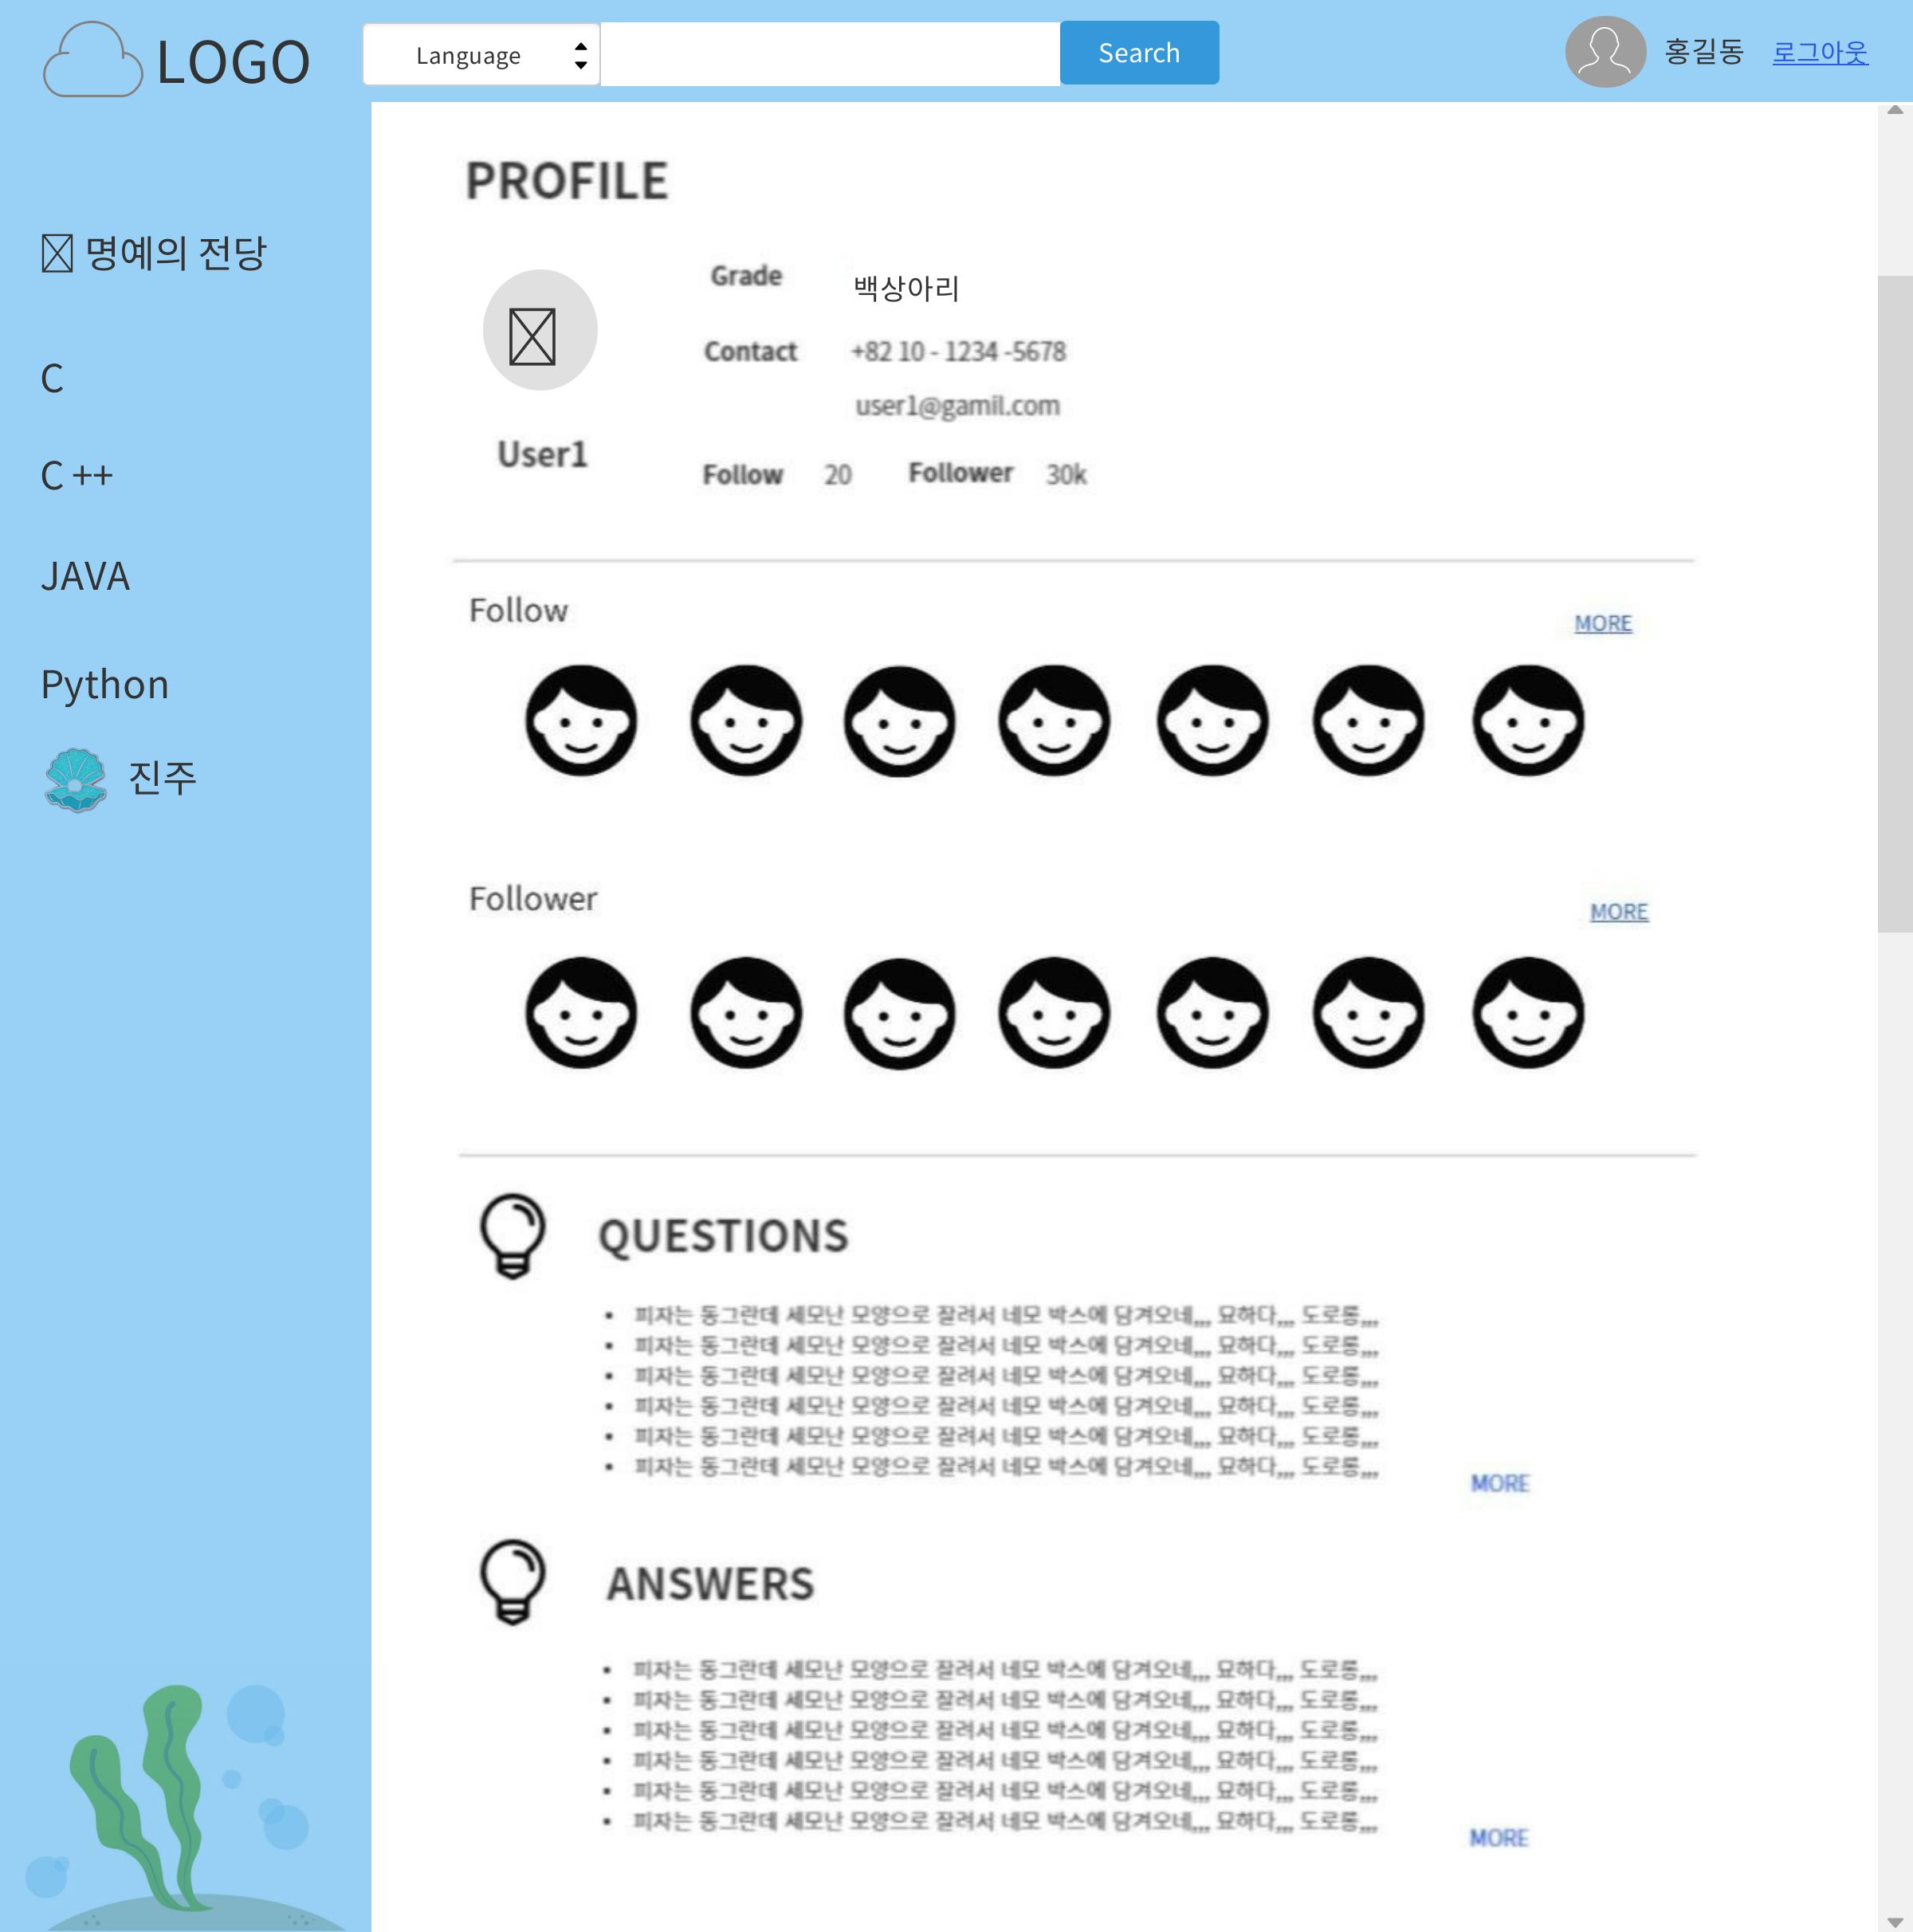 LOGO
Language
Search
홍길동 로그아웃
명예의 전당
C
C ++
JAVA
Python
진주
PROFILE
Grade 백상아리
Contact +82 10 - 1234 -5678
user1@gamil.com
User1
Follow 20 Follower 30k
Follow
MORE
Follower
MORE
QUESTIONS
피자는 동그란데 세모난 모양으로 잘려서 네모 박스에 담겨오네,,, 묘하다,,, 도로롱,,,
피자는 동그란데 세모난 모양으로 잘려서 네모 박스에 담겨오네,,, 묘하다,,, 도로롱,,,
피자는 동그란데 세모난 모양으로 잘려서 네모 박스에 담겨오네,,, 묘하다,,, 도로롱,,,
피자는 동그란데 세모난 모양으로 잘려서 네모 박스에 담겨오네,,, 묘하다,,, 도로롱,,,
피자는 동그란데 세모난 모양으로 잘려서 네모 박스에 담겨오네,,, 묘하다,,, 도로롱,,,
피자는 동그란데 세모난 모양으로 잘려서 네모 박스에 담겨오네,,, 묘하다,,, 도로롱,,,
MORE
ANSWERS
피자는 동그란데 세모난 모양으로 잘려서 네모 박스에 담겨오네,,, 묘하다,,, 도로롱,,,
피자는 동그란데 세모난 모양으로 잘려서 네모 박스에 담겨오네,,, 묘하다,,, 도로롱,,,
피자는 동그란데 세모난 모양으로 잘려서 네모 박스에 담겨오네,,, 묘하다,,, 도로롱,,,
피자는 동그란데 세모난 모양으로 잘려서 네모 박스에 담겨오네,,, 묘하다,,, 도로롱,,,
피자는 동그란데 세모난 모양으로 잘려서 네모 박스에 담겨오네,,, 묘하다,,, 도로롱,,,
피자는 동그란데 세모난 모양으로 잘려서 네모 박스에 담겨오네,,, 묘하다,,, 도로롱,,,
MORE